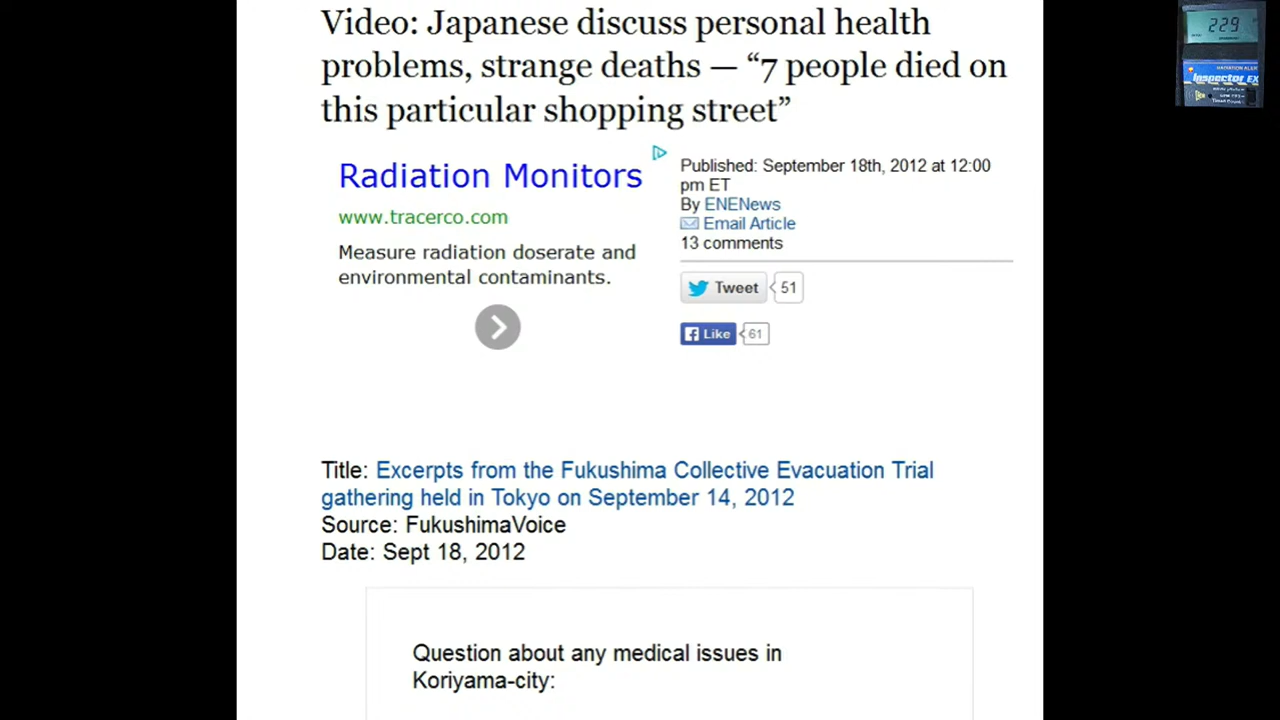 Video: Japanese discuss personal health
problems, strange deaths — “7 people died on
this particular shopping street”
Radiation Monitors
www.tracerco.com
Measure radiation doserate and
environmental contaminants.
Published: September 18th, 2012 at 12:00
pm ET
By ENENews
Email Article
13 comments
Tweet 51
Like 61
Title: Excerpts from the Fukushima Collective Evacuation Trial
gathering held in Tokyo on September 14, 2012
Source: FukushimaVoice
Date: Sept 18, 2012
Question about any medical issues in
Koriyama-city:
229
RADIATION ALERT
Inspector EX